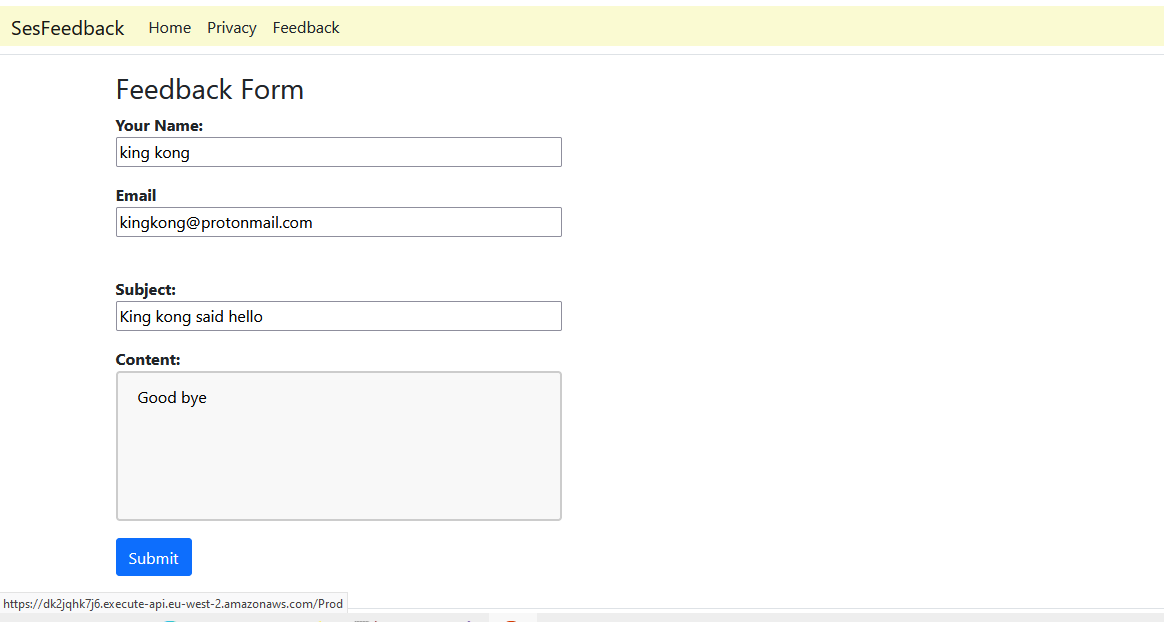 SesFeedback Home Privacy Feedback
Feedback Form
Your Name:
king kong
Email
kingkong@protonmail.com
Subject:
King kong said hello
Content:
Good bye
Submit
https://dk2jqhk7j6.execute-api.eu-west-2.amazonaws.com/Prod